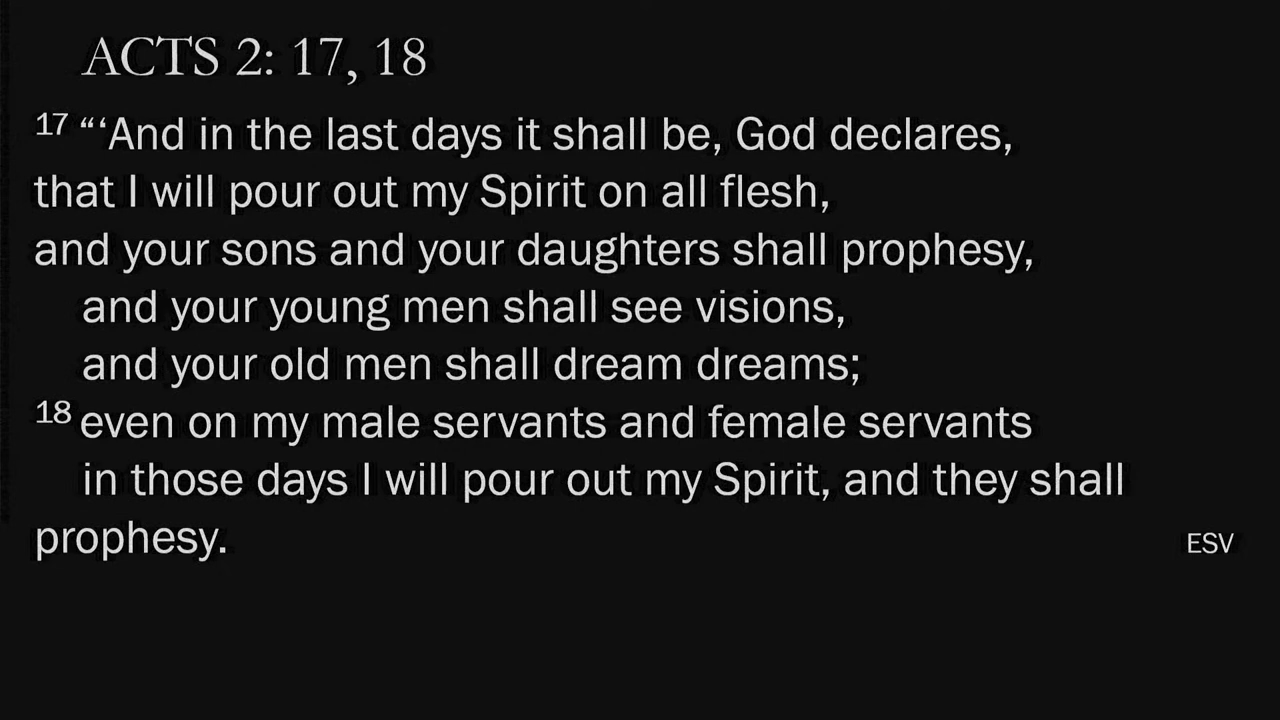 ACTS 2: 17, 18
17 “‘And in the last days it shall be, God declares,
that I will pour out my Spirit on all flesh,
and your sons and your daughters shall prophesy,
and your young men shall see visions,
and your old men shall dream dreams;
18 even on my male servants and female servants
in those days I will pour out my Spirit, and they shall
prophesy.
ESV